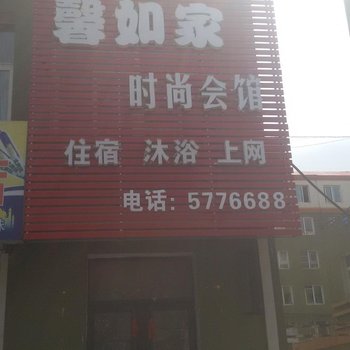 馨如家
时尚会馆
住宿 沐浴 上网
电话: 5776688